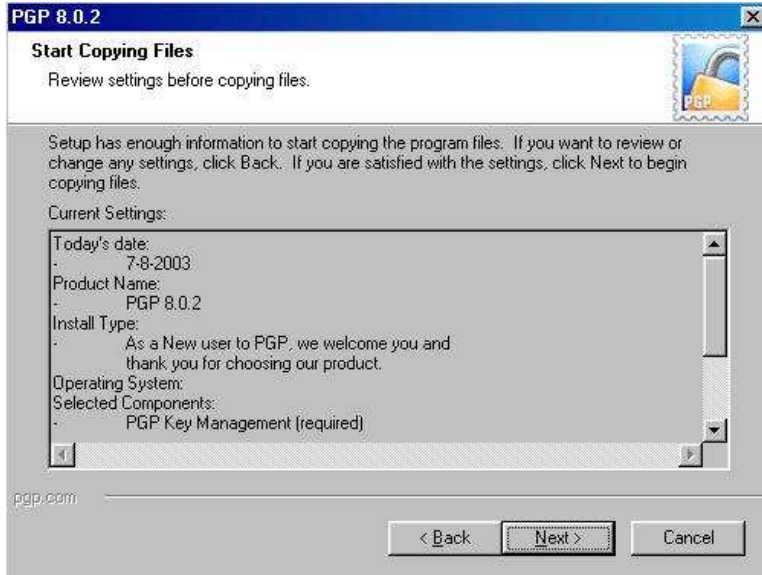 PGP 8.0.2
Start Copying Files
Review settings before copying files.
PGP
Setup has enough information to start copying the program files. If you want to review or
change any settings, click Back. If you are satisfied with the settings, click Next to begin
copying files.
Current Settings:
Today's date:
- 7-8-2003
Product Name:
- PGP 8.0.2
Install Type:
- As a New user to PGP, we welcome you and
thank you for choosing our product.
Operating System:
Selected Components:
- PGP Key Management (required)
pgp.com
< Back Next > Cancel